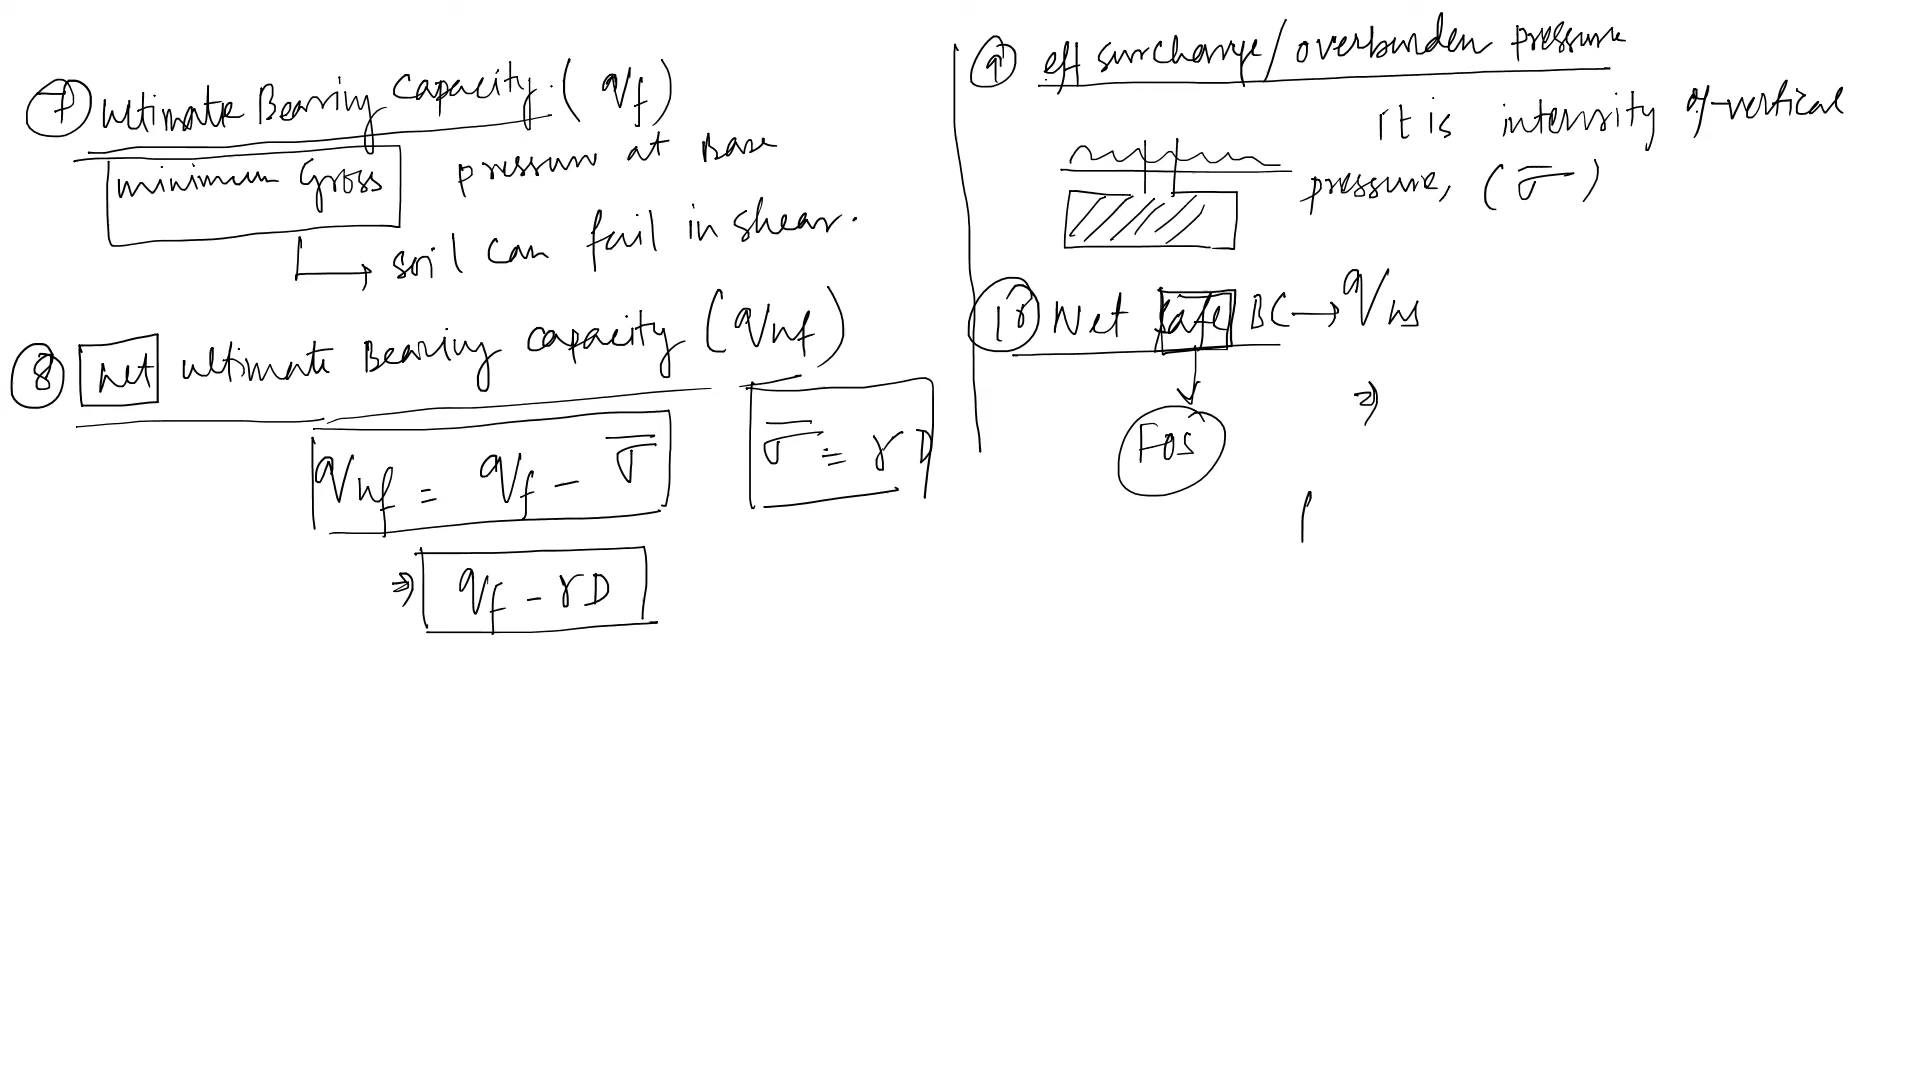 ⑦ ultimate Bearing capacity. (qf)
minimum Gross pressure at Base
↳ soil can fail in shear.
⑧ net ultimate Bearing capacity (qnf)
qnf = qf - σ̅
σ̅ = γD
⇒ qf - γD
⑨ eff surcharge/overburden pressure
It is intensity of vertical
pressure, (σ̅)
⑩ Net safe BC → qns
FOS
⇒